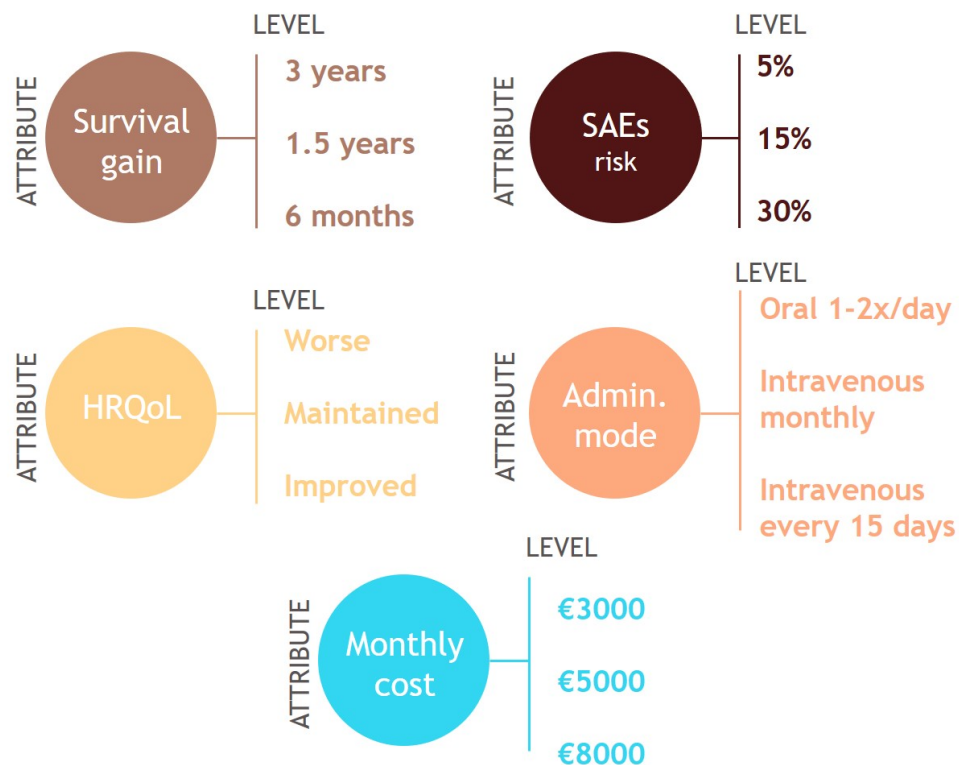 LEVEL
ATTRIBUTE
Survival
gain
3 years
1.5 years
6 months
LEVEL
ATTRIBUTE
SAEs
risk
5%
15%
30%
LEVEL
ATTRIBUTE
HRQoL
Worse
Maintained
Improved
LEVEL
ATTRIBUTE
Admin.
mode
Oral 1-2x/day
Intravenous
monthly
Intravenous
every 15 days
LEVEL
ATTRIBUTE
Monthly
cost
€3000
€5000
€8000